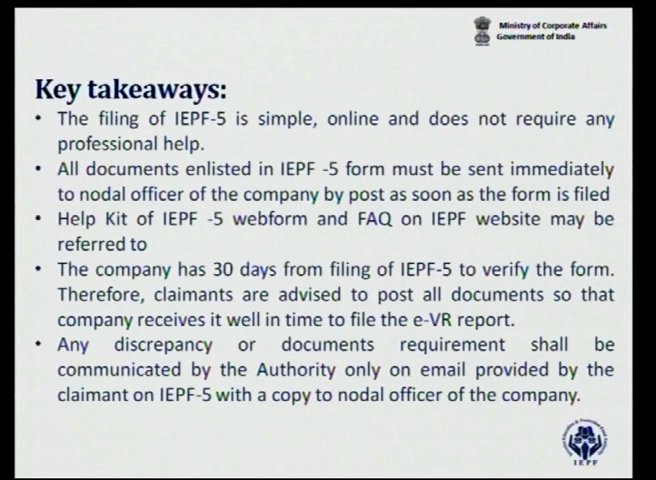 Ministry of Corporate Affairs
Government of India
Key takeaways:
• The filing of IEPF-5 is simple, online and does not require any
professional help.
• All documents enlisted in IEPF -5 form must be sent immediately
to nodal officer of the company by post as soon as the form is filed
• Help Kit of IEPF -5 webform and FAQ on IEPF website may be
referred to
• The company has 30 days from filing of IEPF-5 to verify the form.
Therefore, claimants are advised to post all documents so that
company receives it well in time to file the e-VR report.
• Any discrepancy or documents requirement shall be
communicated by the Authority only on email provided by the
claimant on IEPF-5 with a copy to nodal officer of the company.
IEPF